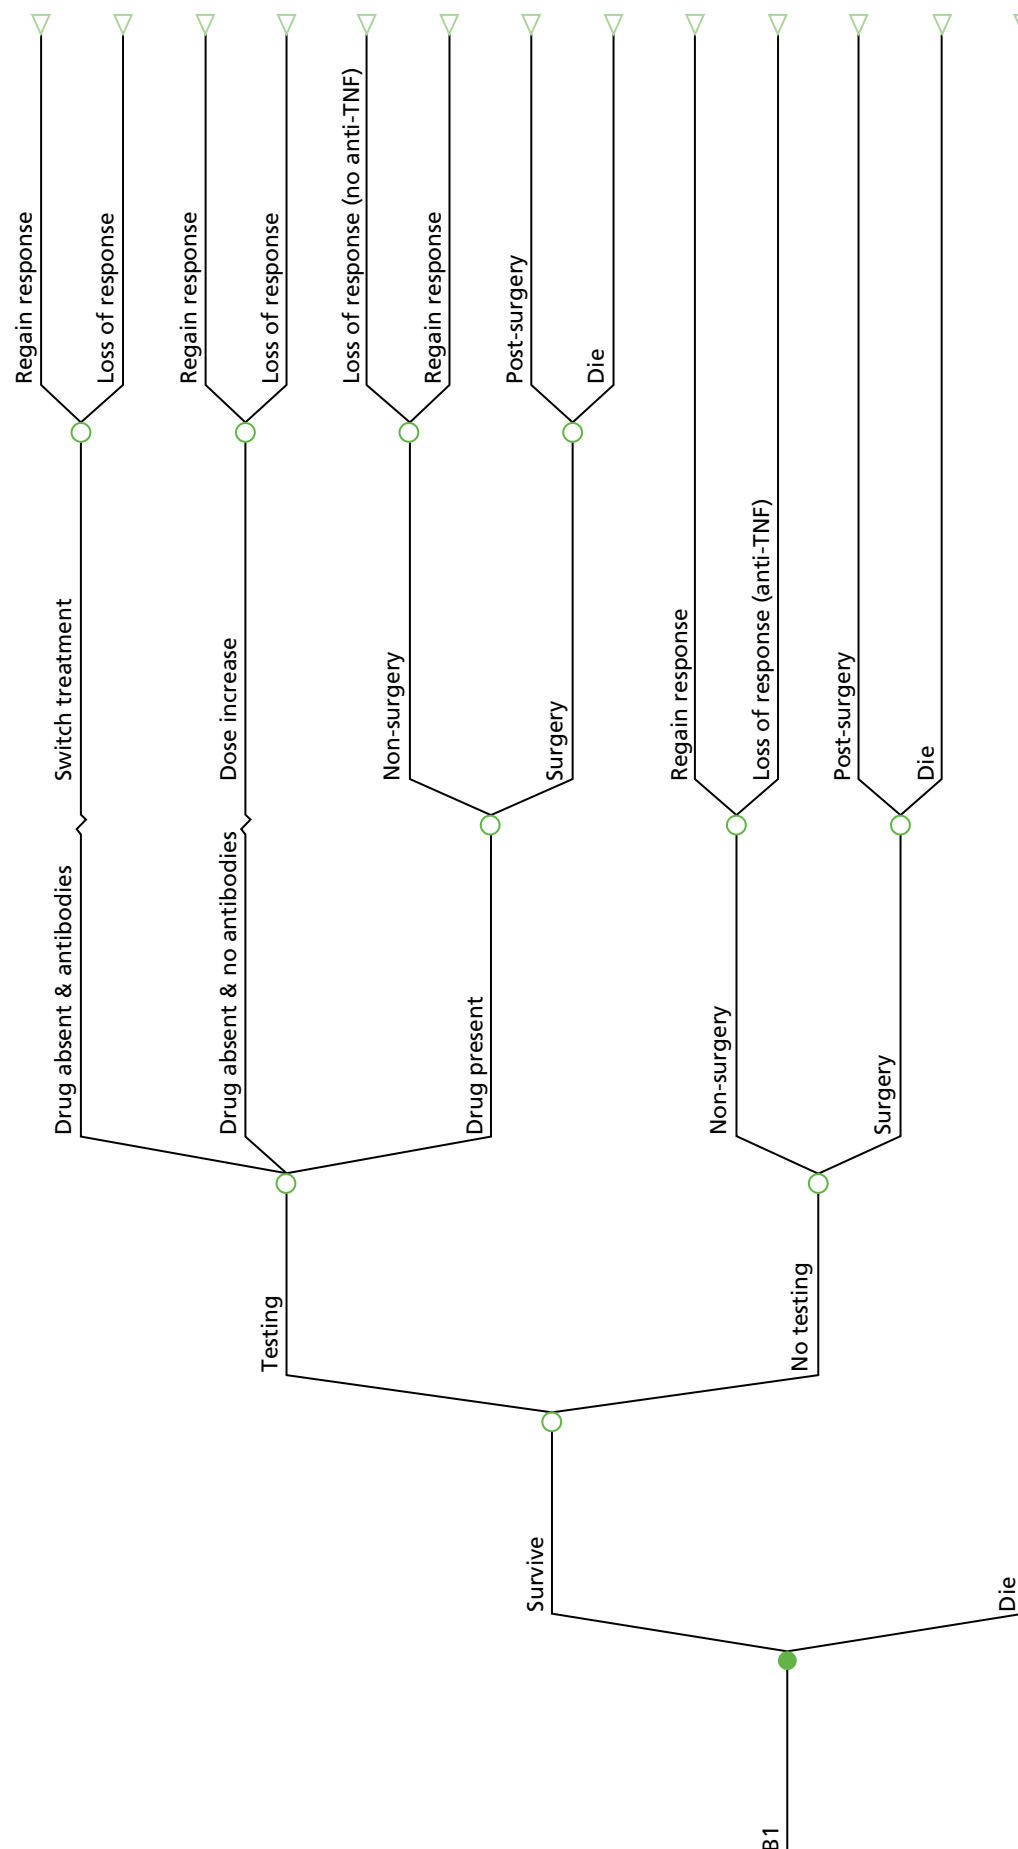 B1
Survive
Die
Testing
No testing
Drug absent & antibodies
Drug absent & no antibodies
Drug present
Non-surgery
Surgery
Switch treatment
Dose increase
Non-surgery
Surgery
Regain response
Loss of response (anti-TNF)
Post-surgery
Die
Regain response
Loss of response
Regain response
Loss of response
Loss of response (no anti-TNF)
Regain response
Post-surgery
Die